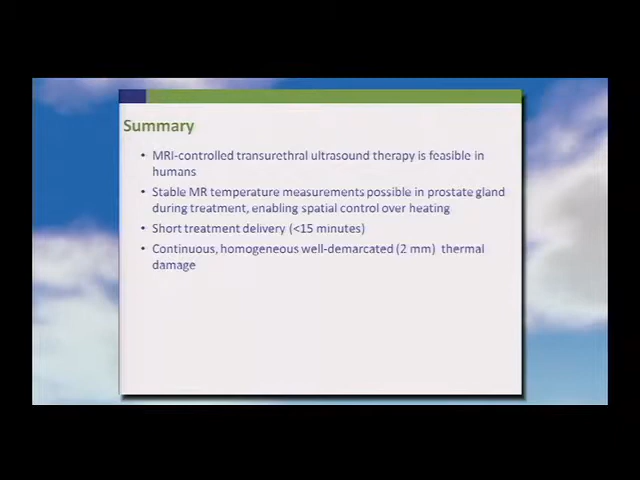 Summary
• MRI-controlled transurethral ultrasound therapy is feasible in
humans
• Stable MR temperature measurements possible in prostate gland
during treatment, enabling spatial control over heating
• Short treatment delivery (<15 minutes)
• Continuous, homogeneous well-demarcated (2 mm)  thermal
damage